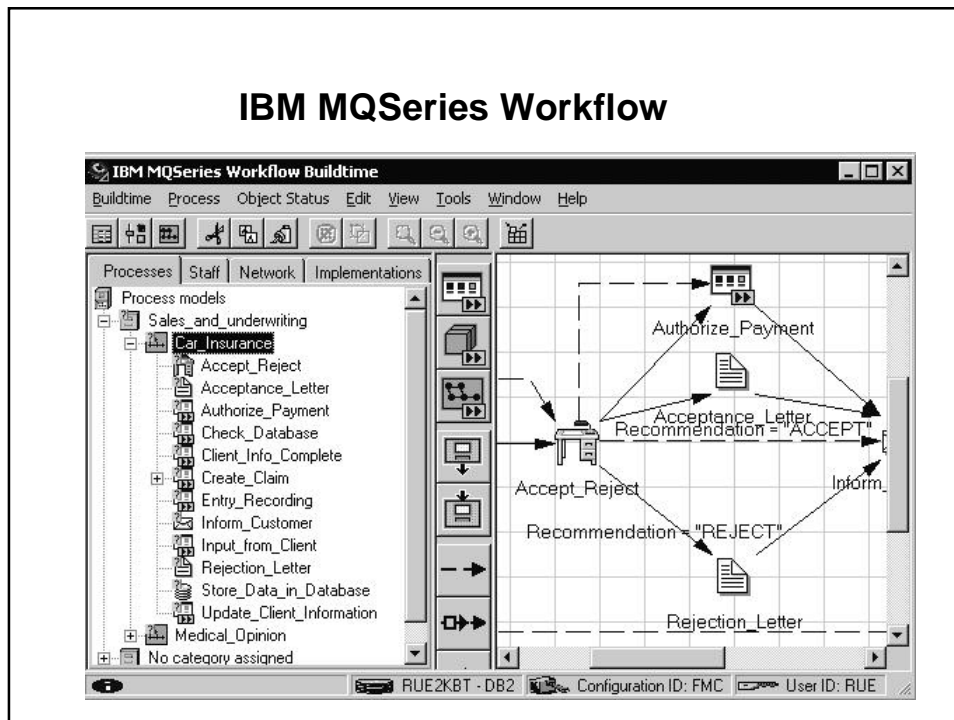 IBM MQSeries Workflow
IBM MQSeries Workflow Buildtime
Buildtime Process Object Status Edit View Tools Window Help
Processes Staff Network Implementations
Process models
Sales_and_underwriting
Car_Insurance
Accept_Reject
Acceptance_Letter
Authorize_Payment
Check_Database
Client_Info_Complete
Create_Claim
Entry_Recording
Inform_Customer
Input_from_Client
Rejection_Letter
Store_Data_in_Database
Update_Client_Information
Medical_Opinion
No category assigned
Authorize_Payment
Acceptance_Letter
Recommendation = "ACCEPT"
Accept_Reject
Inform_
Recommendation = "REJECT"
Rejection_Letter
RUE2KBT - DB2 Configuration ID: FMC User ID: RUE